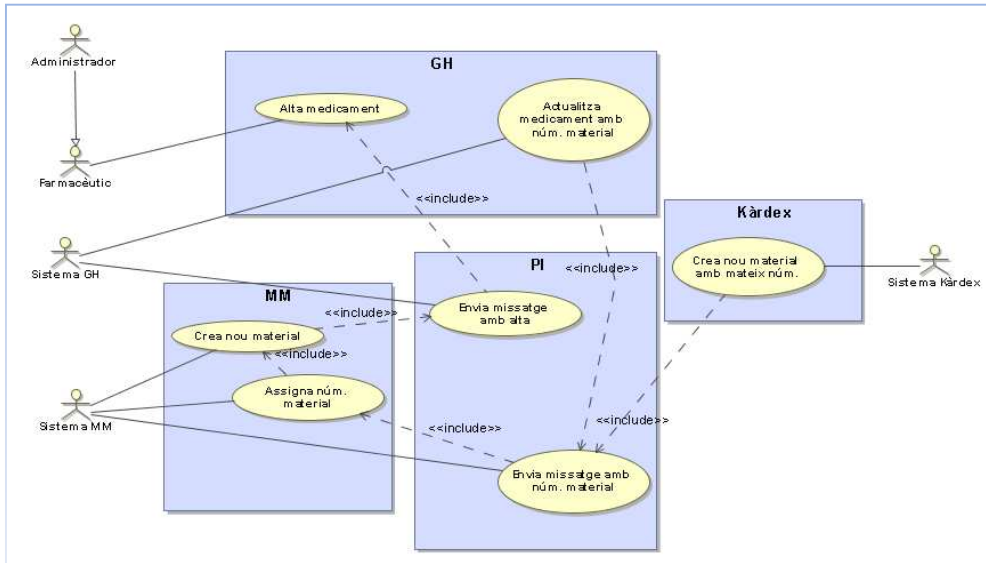 Administrador
GH
Alta medicament
Actualitza
medicament amb
núm. material
Farmacèutic
<<include>>
Kàrdex
Sistema GH
PI
<<include>>
Crea nou material
amb mateix núm.
Sistema Kàrdex
MM
Envia missatge
amb alta
<<include>>
Crea nou material
<<include>>
Assigna núm.
material
Sistema MM
<<include>>
<<include>>
Envia missatge amb
núm. material